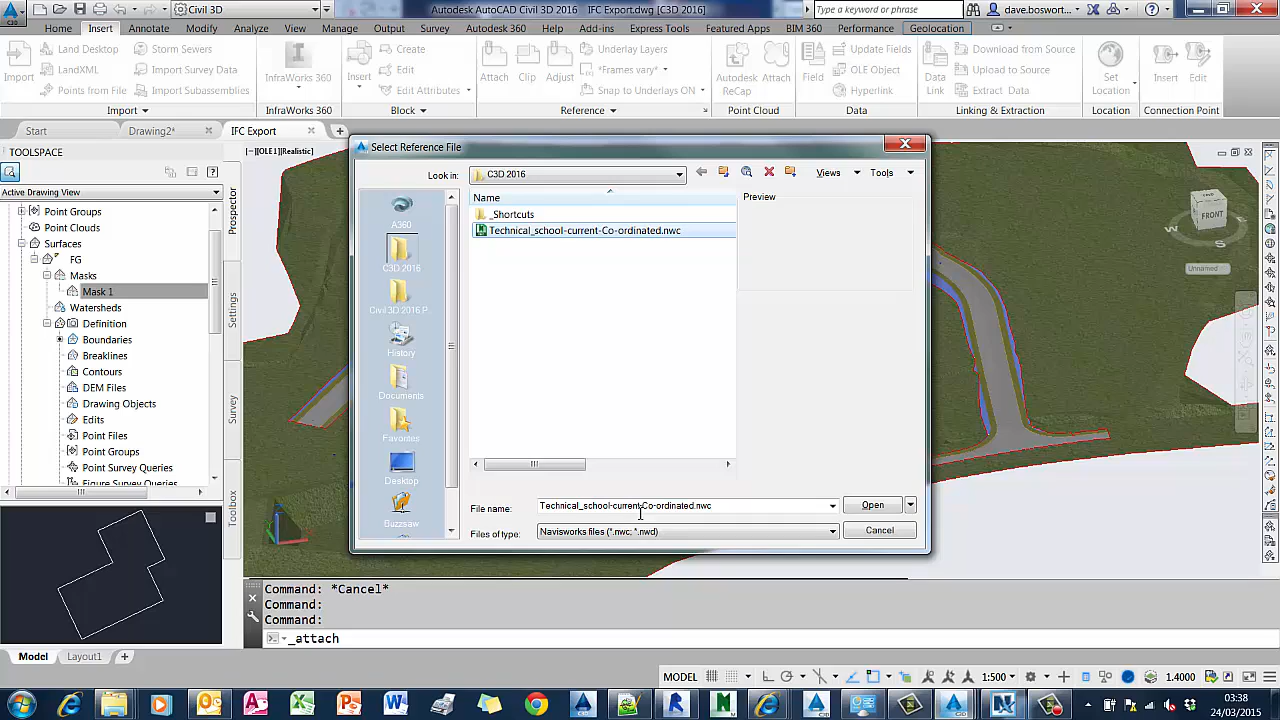 Civil 3D
Autodesk AutoCAD Civil 3D 2016 IFC Export.dwg [C3D 2016]
Type a keyword or phrase
dave.boswort...
Home Insert Annotate Modify Analyze View Manage Output Survey Autodesk 360 Help Add-ins Express Tools Featured Apps BIM 360 Performance Geolocation
Import
Land Desktop
LandXML
Points from File
Storm Sewers
Import Survey Data
Import Subassemblies
InfraWorks 360
Insert
Create
Edit
Edit Attributes
Attach Clip Adjust
Underlay Layers
*Frames vary*
Snap to Underlays ON
Autodesk ReCap
Attach
Field
Update Fields
OLE Object
Hyperlink
Data Link
Download from Source
Upload to Source
Extract Data
Set Location
Insert Edit
Import InfraWorks 360 Block Reference Point Cloud Data Linking & Extraction Location Connection Point
Start Drawing2* IFC Export
TOOLSPACE
Active Drawing View
Point Groups
Point Clouds
Surfaces
FG
Masks
Mask 1
Watersheds
Definition
Boundaries
Breaklines
Contours
DEM Files
Drawing Objects
Edits
Point Files
Point Groups
Point Survey Queries
Figure Survey Queries
Prospector
Settings
Survey
Toolbox
[−][OLE1][Realistic]
Select Reference File
Look in: C3D 2016
Views Tools
A360
C3D 2016
Civil 3D 2016 P...
History
Documents
Favorites
Desktop
Buzzsaw
Name
_Shortcuts
Technical_school-current-Co-ordinated.nwc
Preview
File name: Technical_school-current-Co-ordinated.nwc
Open
Files of type: Navisworks files (*.nwc; *.nwd)
Cancel
FRONT
W S
Unnamed
Command: *Cancel*
Command:
Command:
_attach
Model Layout1
MODEL 1:500 1.4000
03:38
24/03/2015